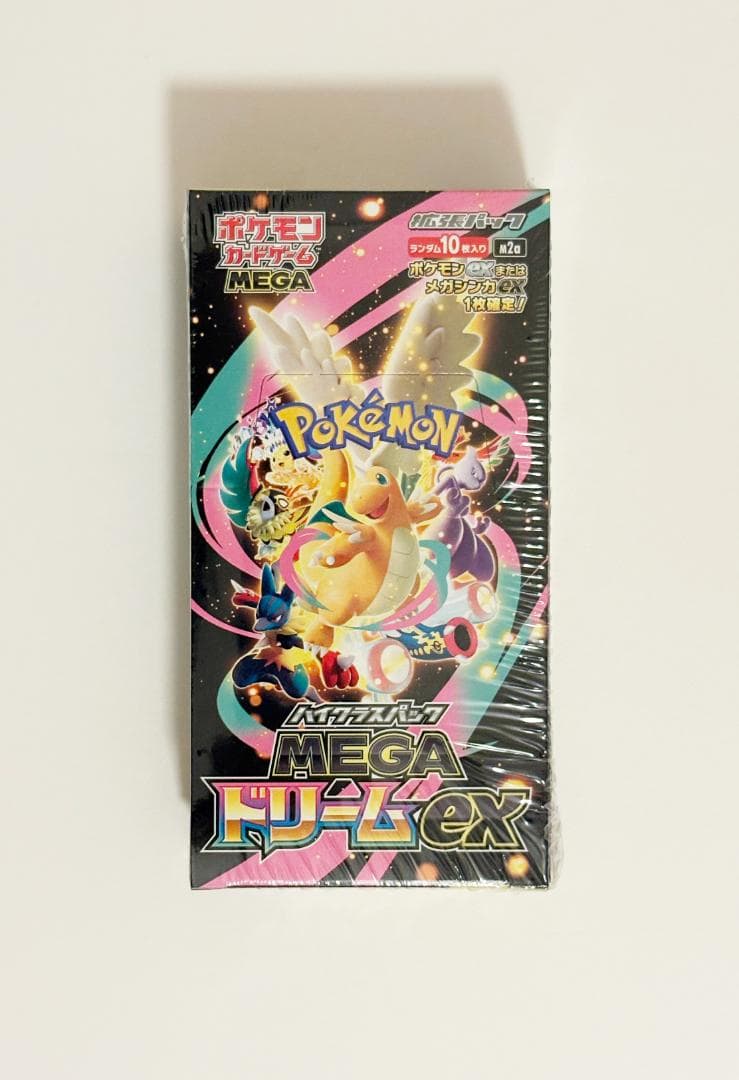 ポケモン
カードゲーム
MEGA
拡張パック
ランダム10枚入り
M2a
ポケモンexまたは
メガシンカex
1枚確定!
POKéMON
ハイクラスパック
MEGA
ドリームex